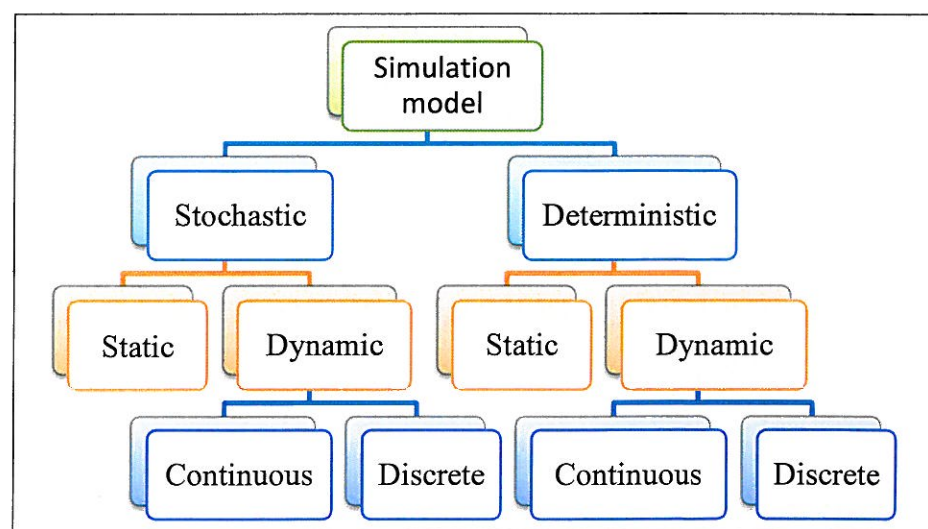 Simulation
model
Stochastic
Deterministic
Static
Dynamic
Static
Dynamic
Continuous
Discrete
Continuous
Discrete